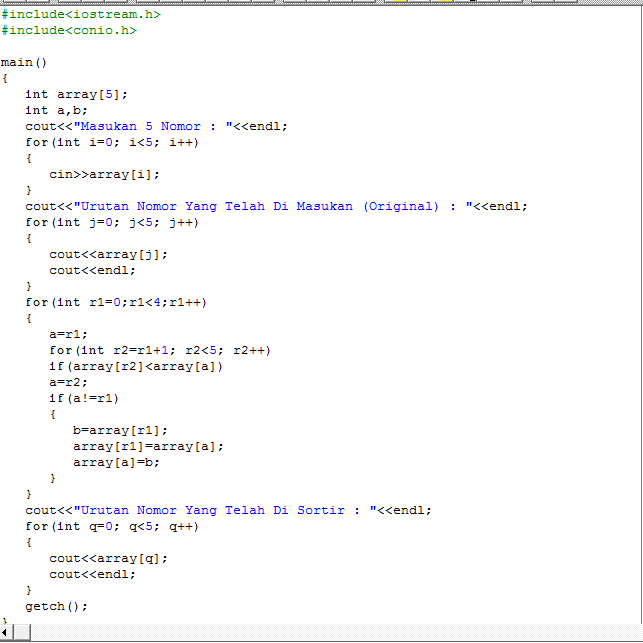 #include<iostream.h>
#include<conio.h>
main()
{
int array[5];
int a,b;
cout<<"Masukan 5 Nomor : "<<endl;
for(int i=0; i<5; i++)
{
cin>>array[i];
}
cout<<"Urutan Nomor Yang Telah Di Masukan (Original) : "<<endl;
for(int j=0; j<5; j++)
{
cout<<array[j];
cout<<endl;
}
for(int r1=0;r1<4;r1++)
{
a=r1;
for(int r2=r1+1; r2<5; r2++)
if(array[r2]<array[a])
a=r2;
if(a!=r1)
{
b=array[r1];
array[r1]=array[a];
array[a]=b;
}
}
cout<<"Urutan Nomor Yang Telah Di Sortir : "<<endl;
for(int q=0; q<5; q++)
{
cout<<array[q];
cout<<endl;
}
getch();
}